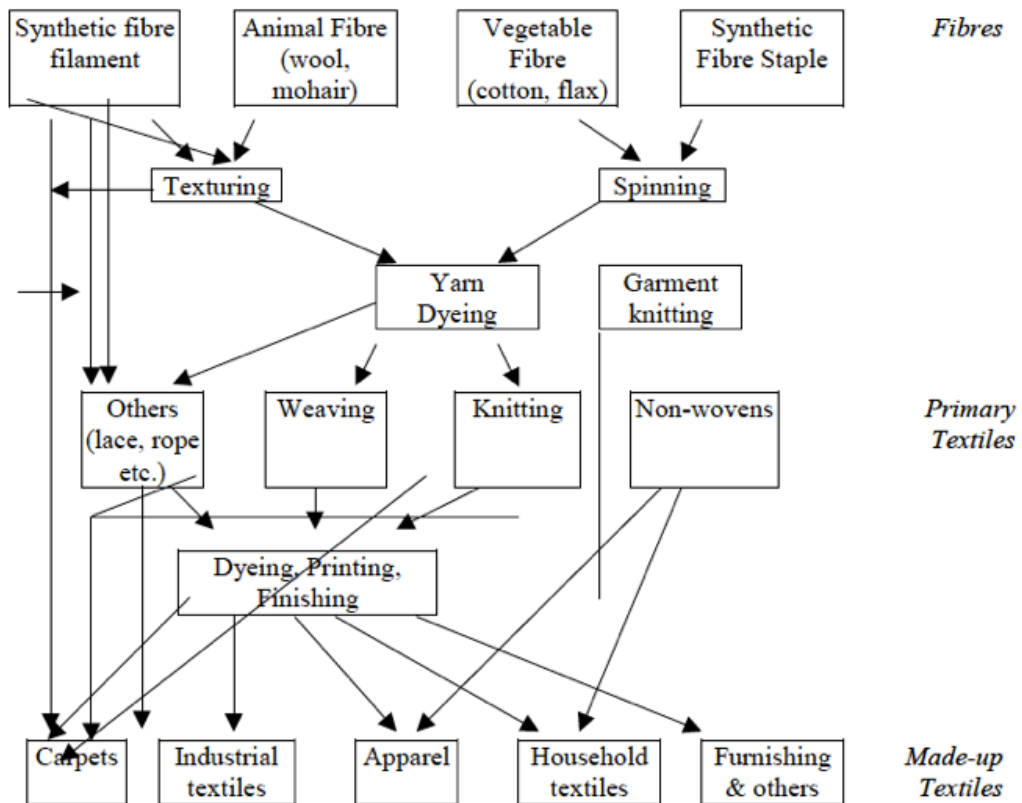 Synthetic fibre
filament
Animal Fibre
(wool,
mohair)
Vegetable
Fibre
(cotton, flax)
Synthetic
Fibre Staple
Fibres
Texturing
Spinning
Yarn
Dyeing
Garment
knitting
Others
(lace, rope
etc.)
Weaving
Knitting
Non-wovens
Primary
Textiles
Dyeing, Printing,
Finishing
Carpets
Industrial
textiles
Apparel
Household
textiles
Furnishing
& others
Made-up
Textiles